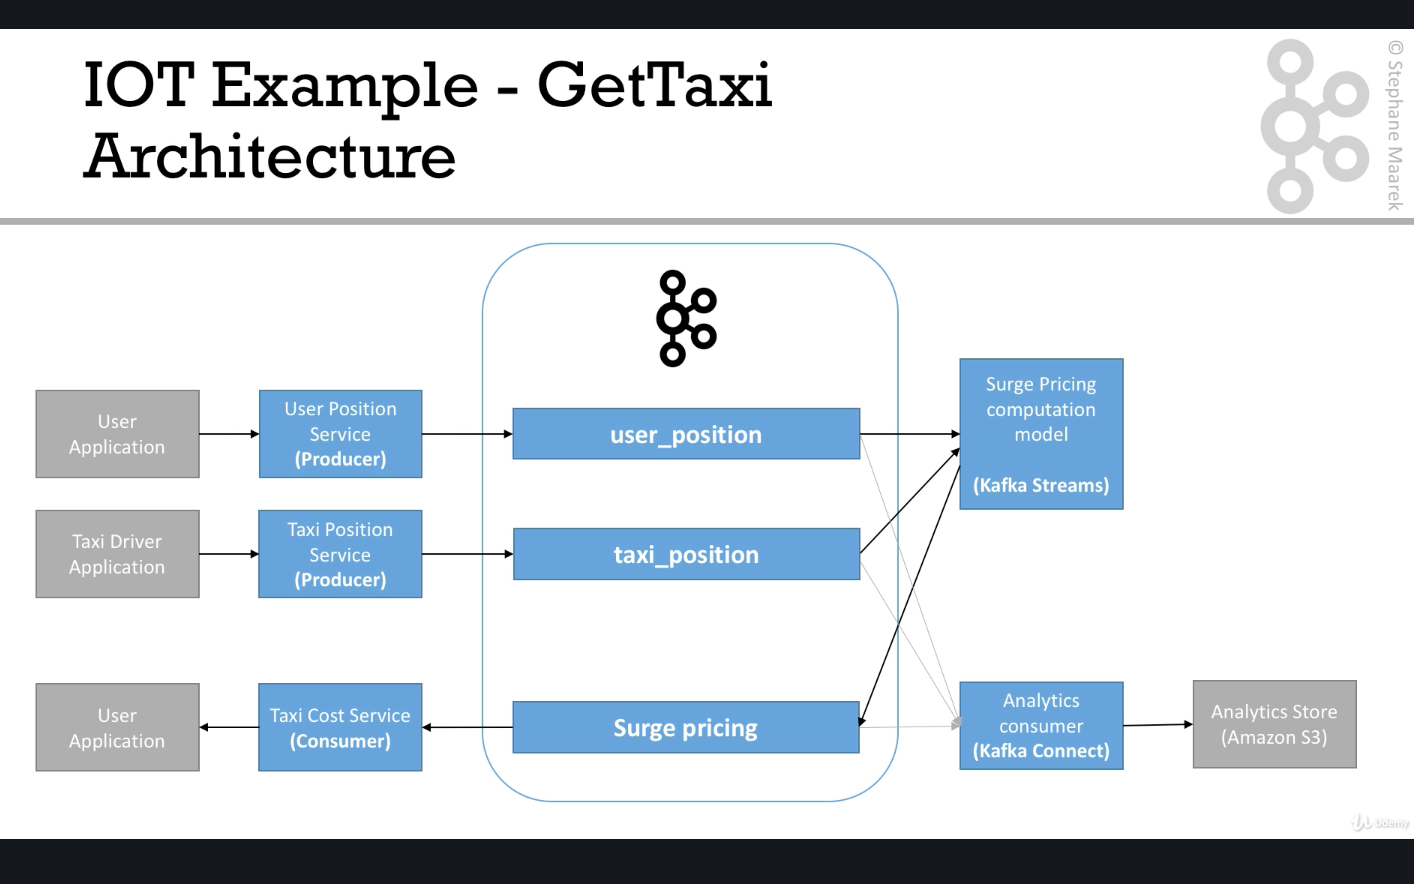 IOT Example - GetTaxi
Architecture
© Stephane Maarek
User
Application
User Position
Service
(Producer)
user_position
Surge Pricing
computation
model
(Kafka Streams)
Taxi Driver
Application
Taxi Position
Service
(Producer)
taxi_position
User
Application
Taxi Cost Service
(Consumer)
Surge pricing
Analytics
consumer
(Kafka Connect)
Analytics Store
(Amazon S3)
Udemy